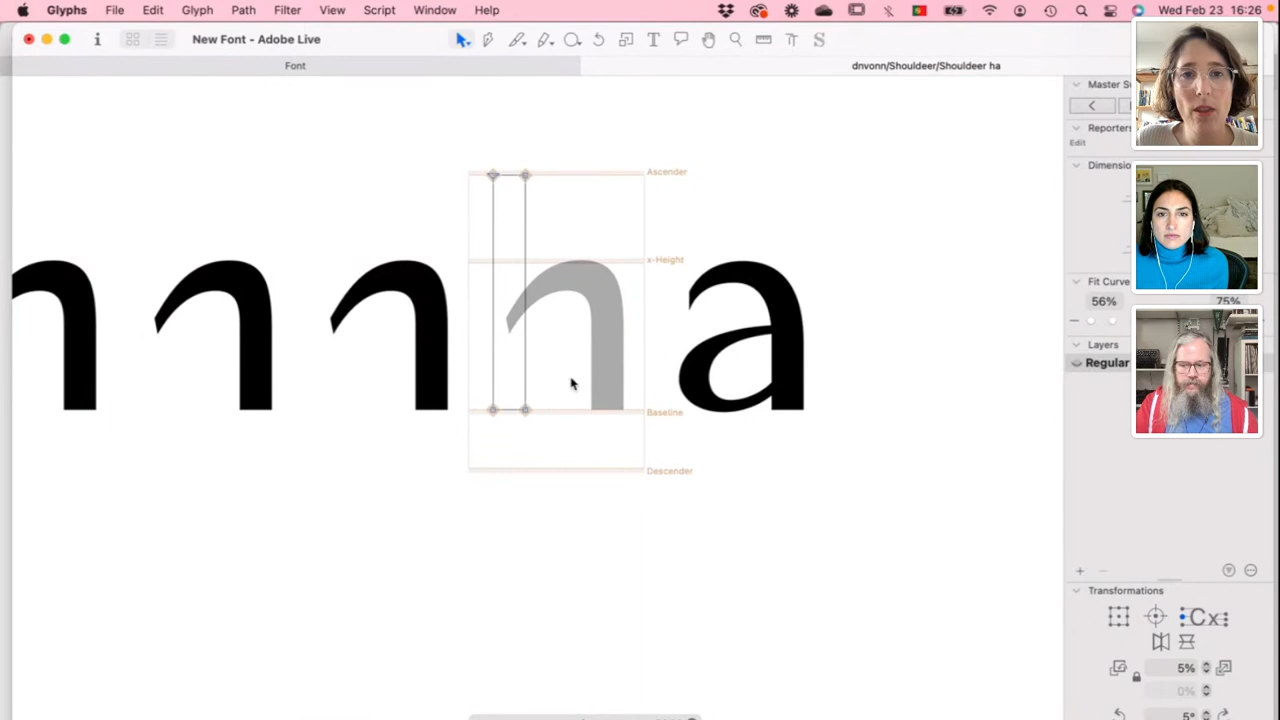 Glyphs File Edit Glyph Path Filter View Script Window Help Wed Feb 23 16:26
New Font - Adobe Live
Font dnvonn/Shouldeer/Shouldeer ha
Master
Reporters
Edit
Dimensio
Ascender
x-Height
a
Baseline
Descender
Fit Curve
56% 75%
Layers
Regular
Transformations
5%
0%
5°